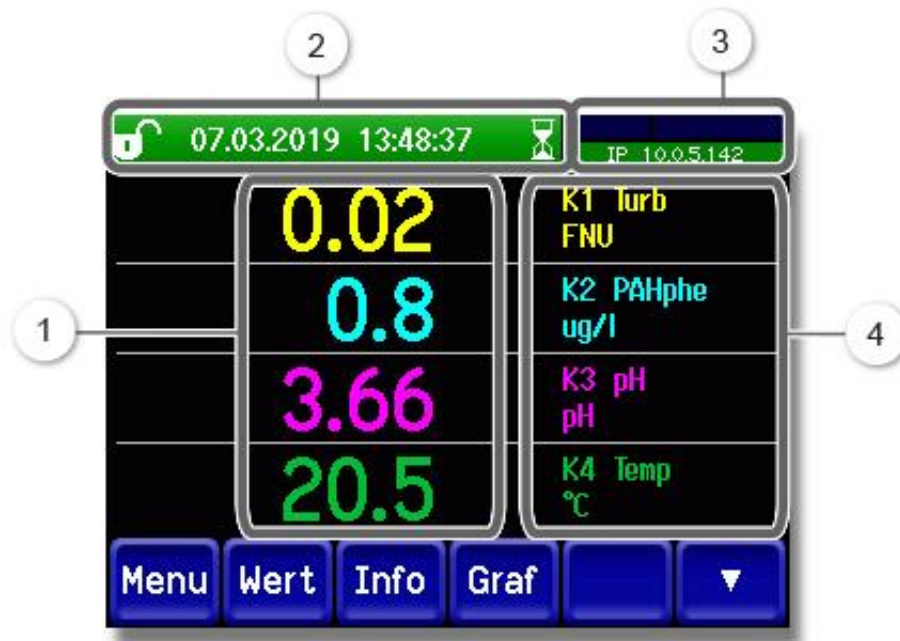 2
3
07.03.2019 13:48:37
IP 10.0.5.142
0.02
K1 Turb
FNU
0.8
K2 PAHphe
ug/l
1
4
3.66
K3 pH
pH
20.5
K4 Temp
°C
Menu Wert Info Graf ▼